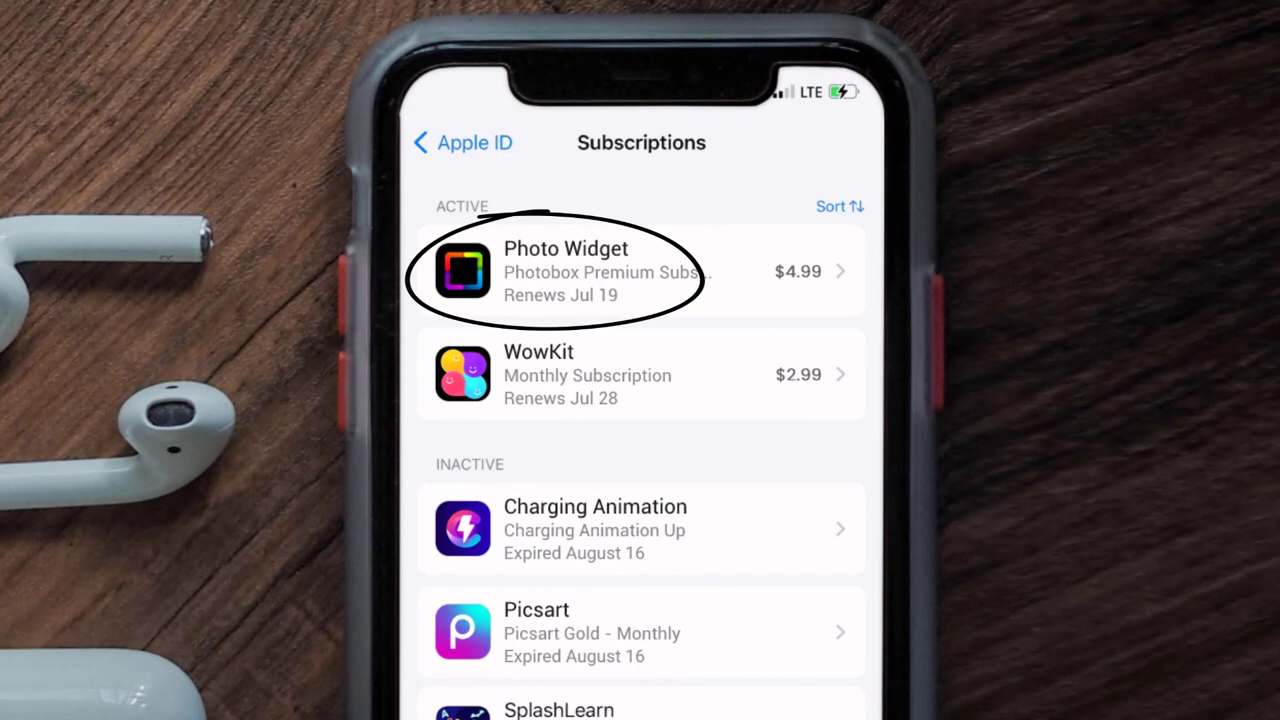 LTE
Apple ID
Subscriptions
ACTIVE
Sort
Photo Widget
Photobox Premium Subs...
$4.99
Renews Jul 19
WowKit
Monthly Subscription
$2.99
Renews Jul 28
INACTIVE
Charging Animation
Charging Animation Up
Expired August 16
Picsart
Picsart Gold - Monthly
Expired August 16
SplashLearn